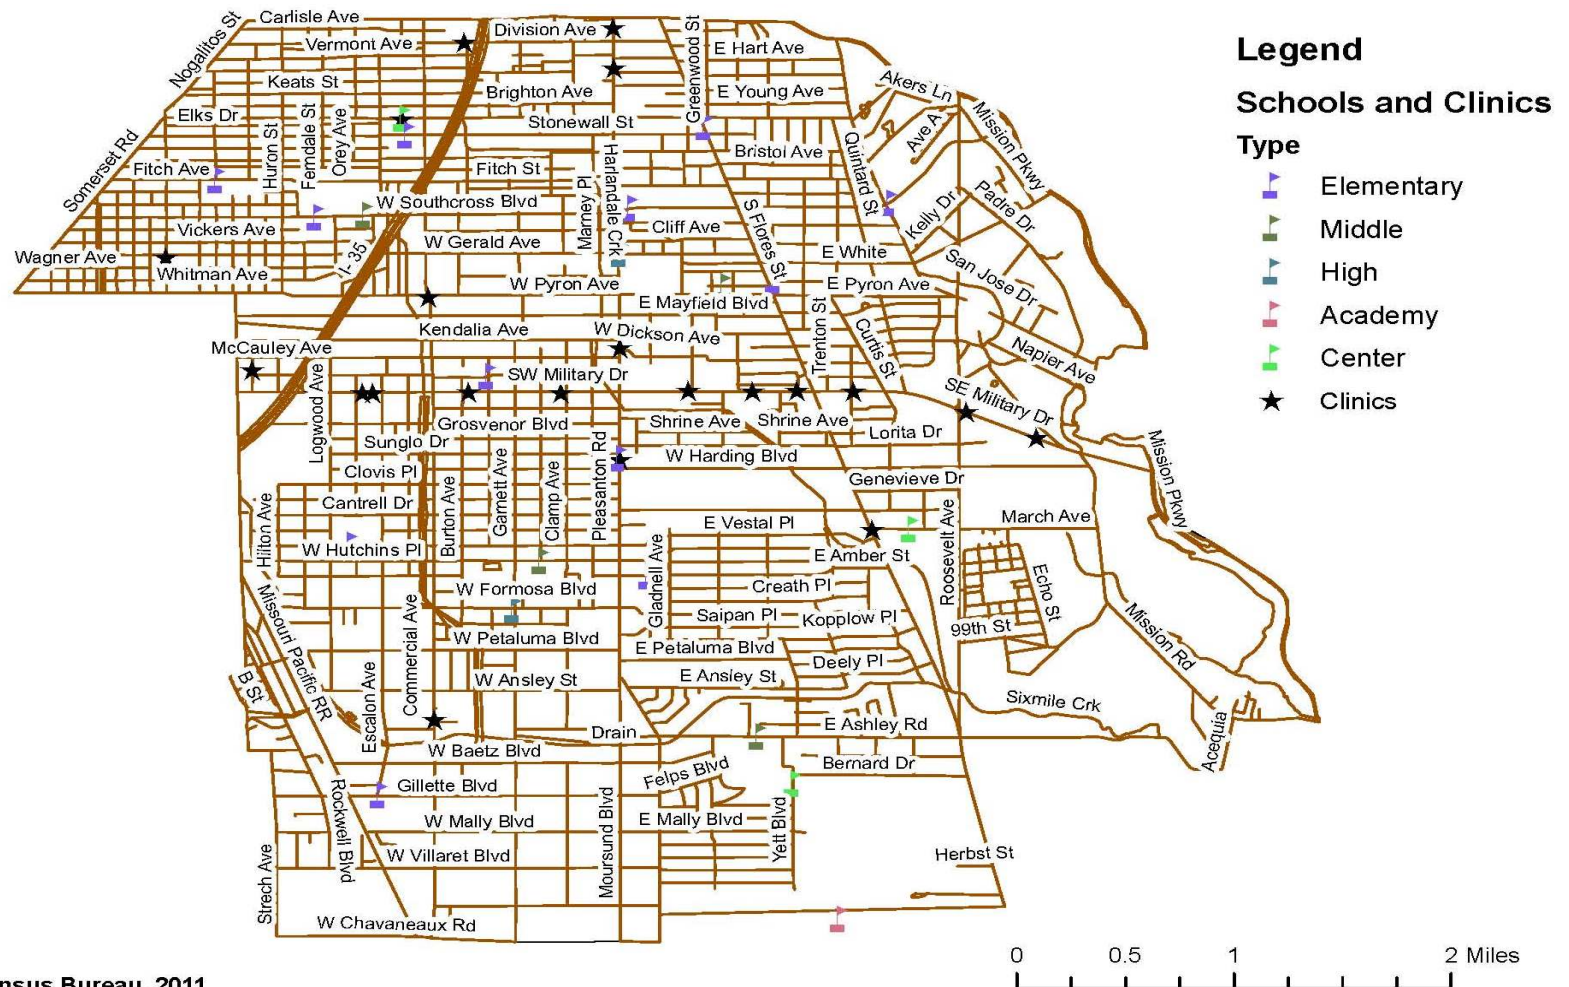 Carlisle Ave
Division Ave
Nogalitos St
Vermont Ave
Greenwood St
E Hart Ave
Keats St
Brighton Ave
E Young Ave
Akers Ln
Elks Dr
Stonewall St
Mission Pkwy
Ave A
Somerset Rd
Huron St
Ferndale St
Orey Ave
Bristol Ave
Quintard St
Fitch Ave
Fitch St
Harlandale Crk
Marney Pl
W Southcross Blvd
Kelly Dr
Padre Dr
Vickers Ave
Cliff Ave
S Flores St
W Gerald Ave
E White
Wagner Ave
Whitman Ave
I-35
San Jose Dr
W Pyron Ave
E Pyron Ave
E Mayfield Blvd
Trenton St
Kendalia Ave
W Dickson Ave
Curtis St
McCauley Ave
Napier Ave
SW Military Dr
SE Military Dr
Logwood Ave
Grosvenor Blvd
Shrine Ave
Shrine Ave
Lorita Dr
Sunglo Dr
Pleasanton Rd
W Harding Blvd
Clovis Pl
Genevieve Dr
Mission Pkwy
Cantrell Dr
Burton Ave
Garnett Ave
Clamp Ave
Hilton Ave
E Vestal Pl
March Ave
W Hutchins Pl
E Amber St
Roosevelt Ave
Gladnell Ave
Echo St
W Formosa Blvd
Creath Pl
Saipan Pl
Kopplow Pl
99th St
Missouri Pacific RR
Commercial Ave
W Petaluma Blvd
E Petaluma Blvd
Mission Rd
Deely Pl
B St
W Ansley St
E Ansley St
Escalon Ave
Sixmile Crk
Drain
E Ashley Rd
Acequia
W Baetz Blvd
Bernard Dr
Felps Blvd
Gillette Blvd
Rockwell Blvd
W Mally Blvd
Moursund Blvd
E Mally Blvd
Yett Blvd
W Villaret Blvd
Herbst St
Strech Ave
W Chavaneaux Rd
Legend
Schools and Clinics
Type
Elementary
Middle
High
Academy
Center
Clinics
0 0.5 1 2 Miles
nsus Bureau, 2011